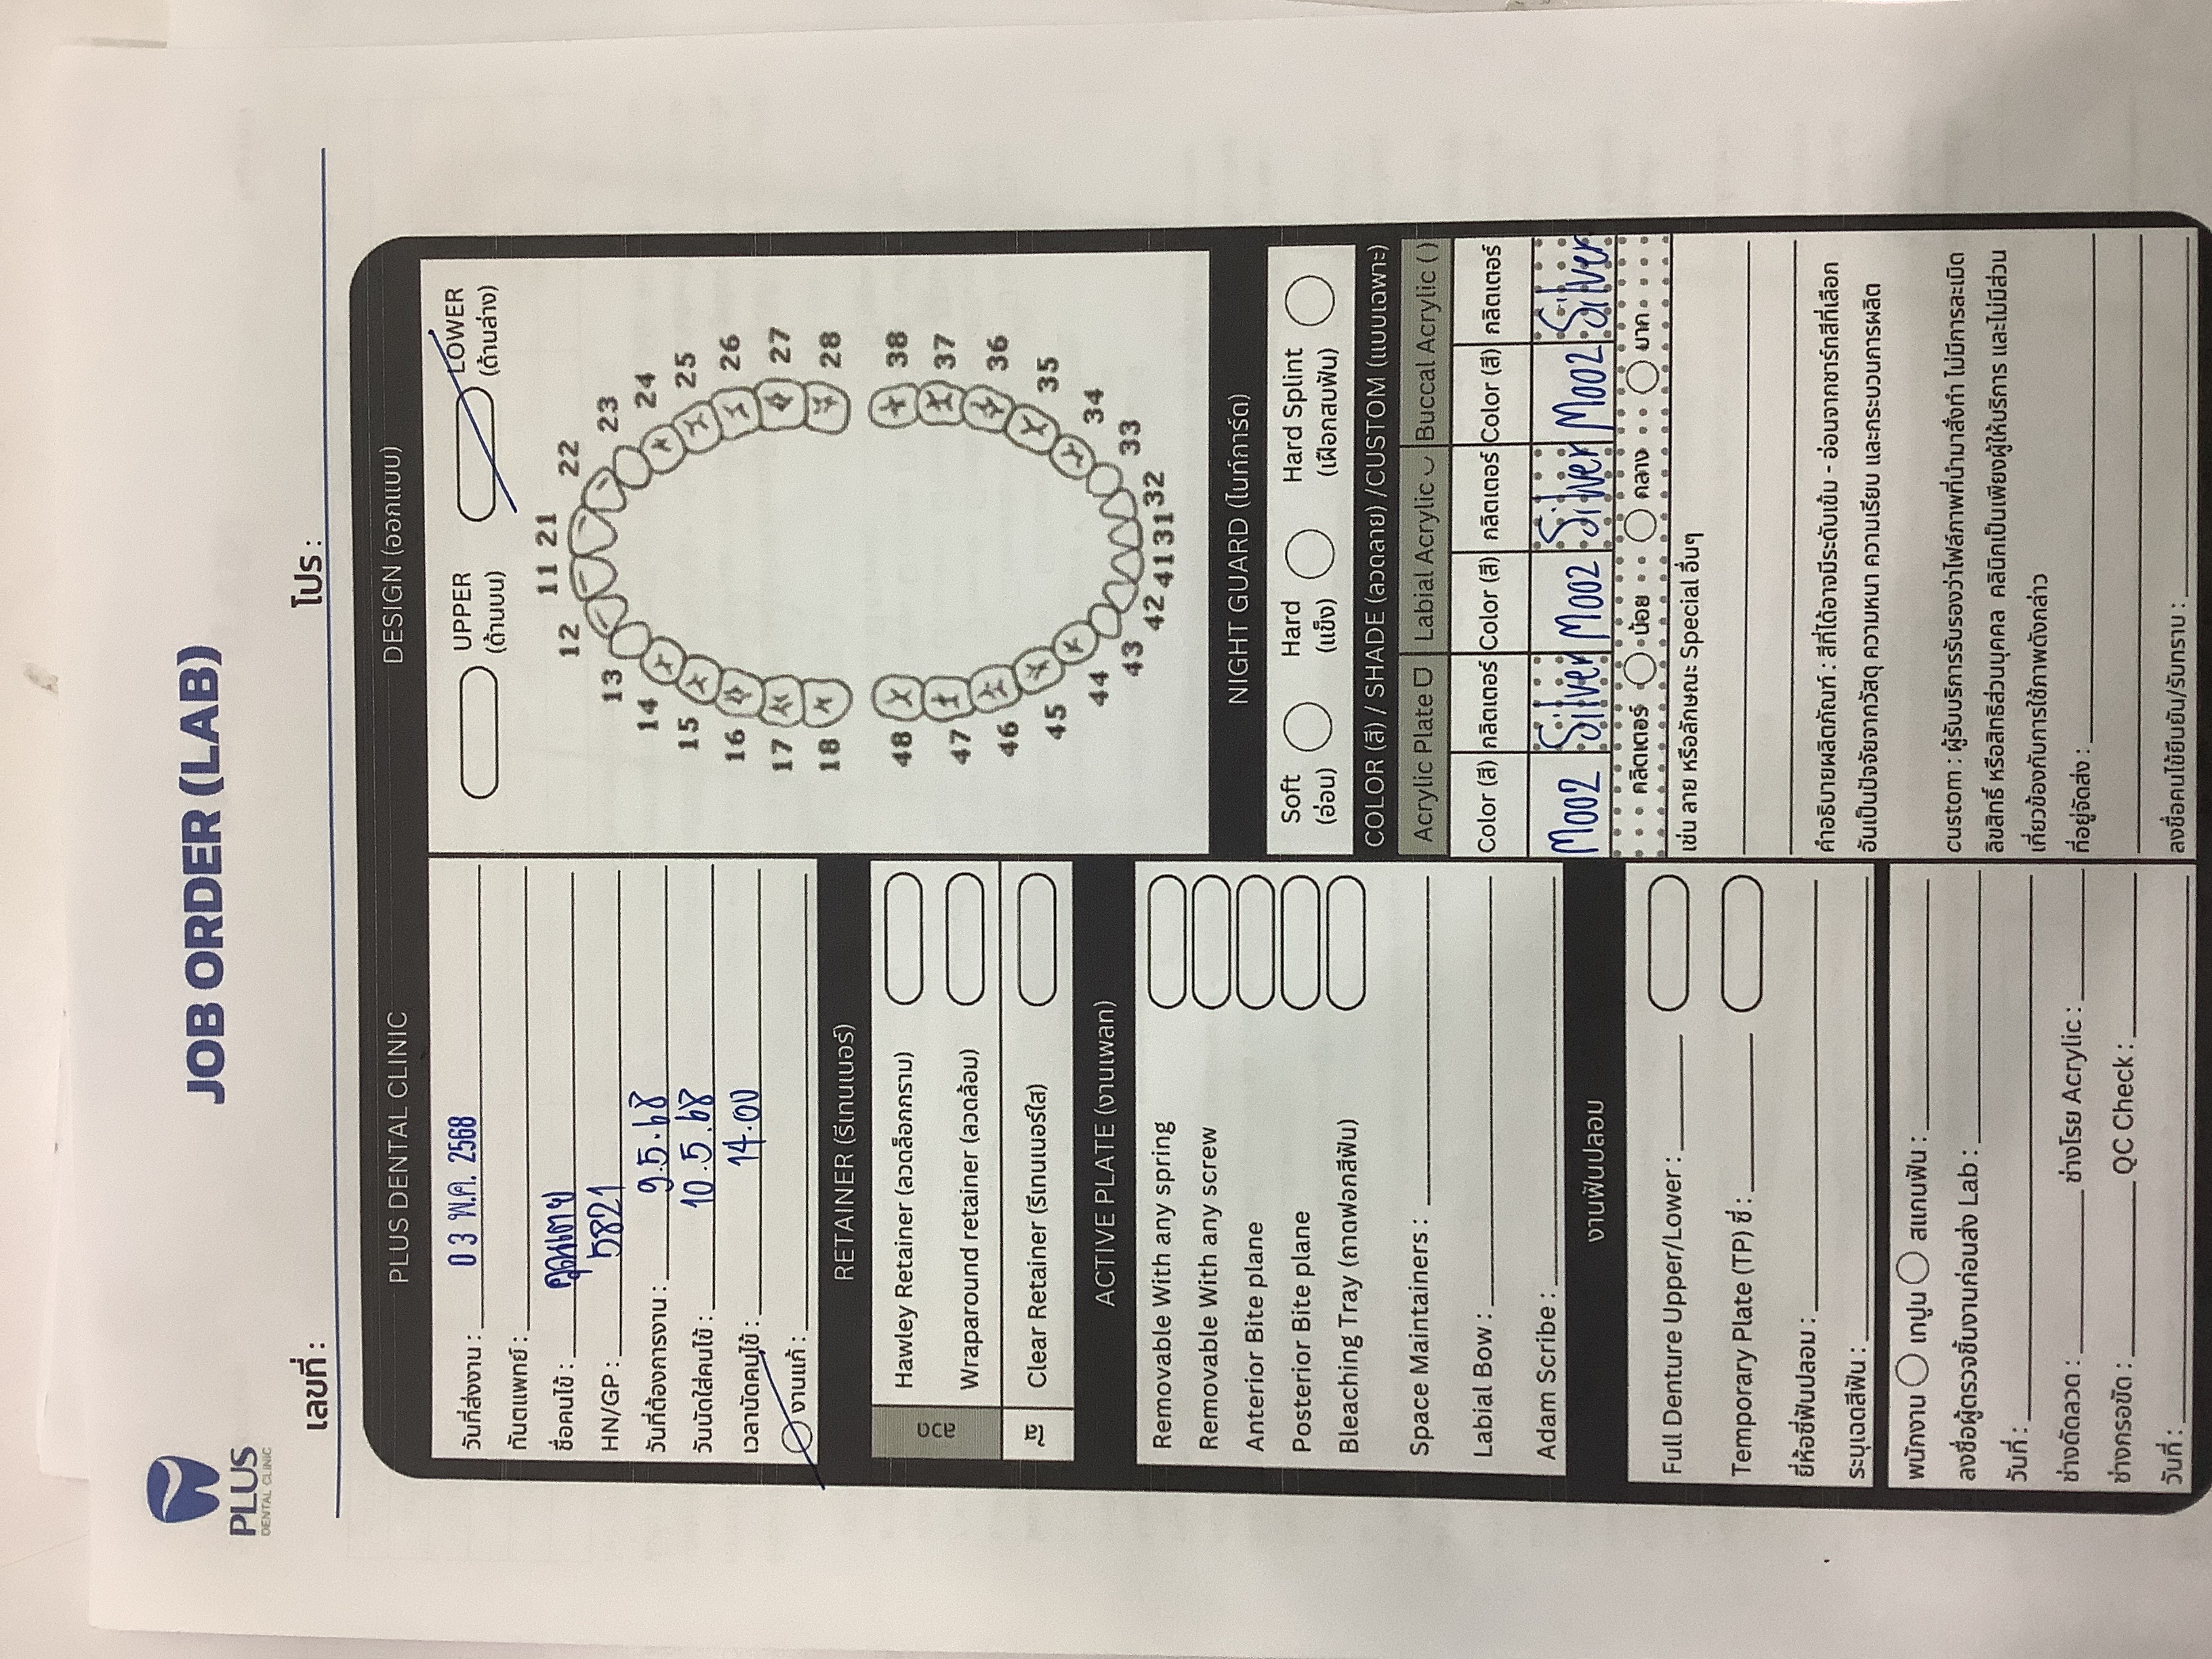 PLUS
DENTAL CLINIC
JOB ORDER (LAB)
เลขที่ :
โปร :
PLUS DENTAL CLINIC
วันที่ส่งงาน : 03 พ.ค. 2568
ทันตแพทย์ :
ชื่อคนไข้ : คุณเตย
HN/GP : 5821
วันที่ต้องการงาน : 9.5.68
วันนัดใส่คนไข้ : 10.5.68
เวลานัดคนไข้ : 14.00
งานแก้ :
RETAINER (รีเทนเนอร์)
ลวด
Hawley Retainer (ลวดล็อกกราม)
Wraparound retainer (ลวดล้อม)
ใส
Clear Retainer (รีเทนเนอร์ใส)
ACTIVE PLATE (งานเพลท)
Removable With any spring
Removable With any screw
Anterior Bite plane
Posterior Bite plane
Bleaching Tray (ถาดฟอกสีฟัน)
Space Maintainers :
Labial Bow :
Adam Scribe :
งานฟันปลอม
Full Denture Upper/Lower :
Temporary Plate (TP) ซี่ :
ยี่ห้อซี่ฟันปลอม :
ระบุเฉดสีฟัน :
พนักงาน เทปูน สแกนฟัน :
ลงชื่อผู้ตรวจชิ้นงานก่อนส่ง Lab :
วันที่ :
ช่างดัดลวด : ช่างโรย Acrylic :
ช่างกรอขัด : QC Check :
วันที่ :
DESIGN (ออกแบบ)
UPPER LOWER
(ด้านบน) (ด้านล่าง)
11 21
12 22
13 23
14 24
15 25
16 26
17 27
18 28
48 38
47 37
46 36
45 35
44 34
43 33
42 41 31 32
NIGHT GUARD (ไนท์การ์ด)
Soft Hard Hard Splint
(อ่อน) (แข็ง) (เฝือกสบฟัน)
COLOR (สี) / SHADE (ลวดลาย) /CUSTOM (แบบเฉพาะ)
Acrylic Plate Labial Acrylic Buccal Acrylic ( )
Color (สี) กลิตเตอร์ Color (สี) กลิตเตอร์ Color (สี) กลิตเตอร์
M002 Silver M002 Silver M002 Silver
กลิตเตอร์ น้อย กลาง มาก
เช่น ลาย หรือลักษณะ Special อื่นๆ
คำอธิบายผลิตภัณฑ์ : สีที่ได้อาจมีระดับเข้ม - อ่อนจากชาร์ทสีที่เลือก
อันเป็นปัจจัยจากวัสดุ ความหนา ความเรียบ และกระบวนการผลิต
custom : ผู้รับบริการรับรองว่าไฟล์ภาพที่นำมาสั่งทำ ไม่มีการละเมิด
ลิขสิทธิ์ หรือสิทธิส่วนบุคคล คลินิกเป็นเพียงผู้ให้บริการ และไม่มีส่วน
เกี่ยวข้องกับการใช้ภาพดังกล่าว
ที่อยู่จัดส่ง :
ลงชื่อคนไข้ยืนยัน/รับทราบ :